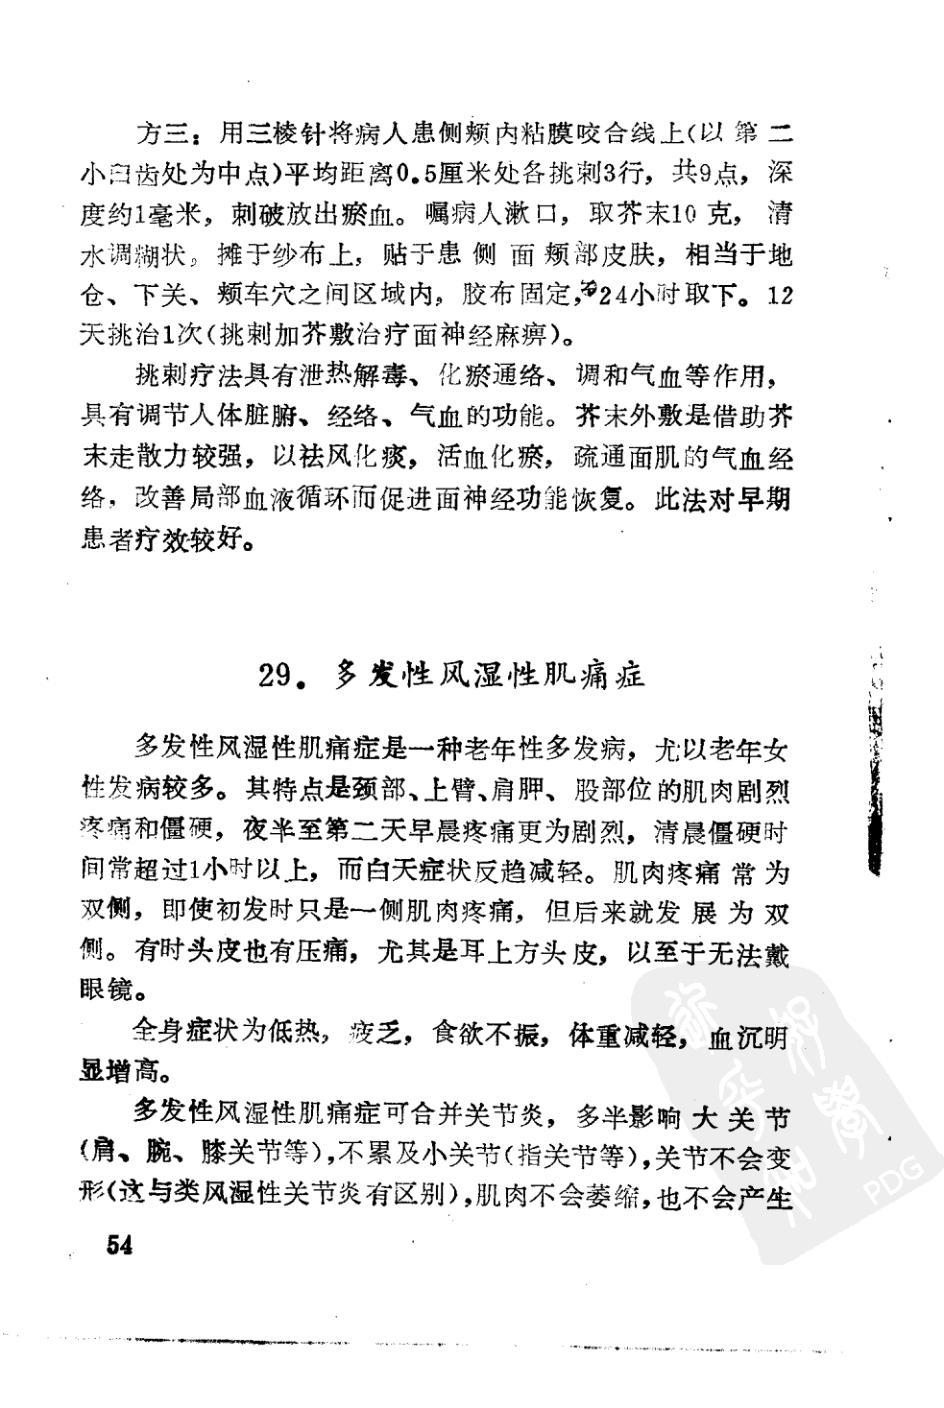 方三：用三棱针将病人患侧颊内粘膜咬合线上(以第二
小臼齿处为中点)平均距离0.5厘米处各挑刺3行，共9点，深
度约1毫米，刺破放出瘀血。嘱病人漱口，取芥末10克，清
水调糊状。摊于纱布上，贴于患侧面颊部皮肤，相当于地
仓、下关、颊车穴之间区域内，胶布固定，24小时取下。12
天挑治1次(挑刺加芥敷治疗面神经麻痹)。
挑刺疗法具有泄热解毒、化瘀通络、调和气血等作用，
具有调节人体脏腑、经络、气血的功能。芥末外敷是借助芥
末走散力较强，以祛风化痰，活血化瘀，疏通面肌的气血经
络，改善局部血液循环而促进面神经功能恢复。此法对早期
患者疗效较好。
29．多发性风湿性肌痛症
多发性风湿性肌痛症是一种老年性多发病，尤以老年女
性发病较多。其特点是颈部、上臂、肩胛、股部位的肌肉剧烈
疼痛和僵硬，夜半至第二天早晨疼痛更为剧烈，清晨僵硬时
间常超过1小时以上，而白天症状反趋减轻。肌肉疼痛常为
双侧，即使初发时只是一侧肌肉疼痛，但后来就发展为双
侧。有时头皮也有压痛，尤其是耳上方头皮，以至于无法戴
眼镜。
全身症状为低热，疲乏，食欲不振，体重减轻，血沉明
显增高。
多发性风湿性肌痛症可合并关节炎，多半影响大关节
(肩、腕、膝关节等)，不累及小关节(指关节等)，关节不会变
形(这与类风湿性关节炎有区别)，肌肉不会萎缩，也不会产生
54
PDG